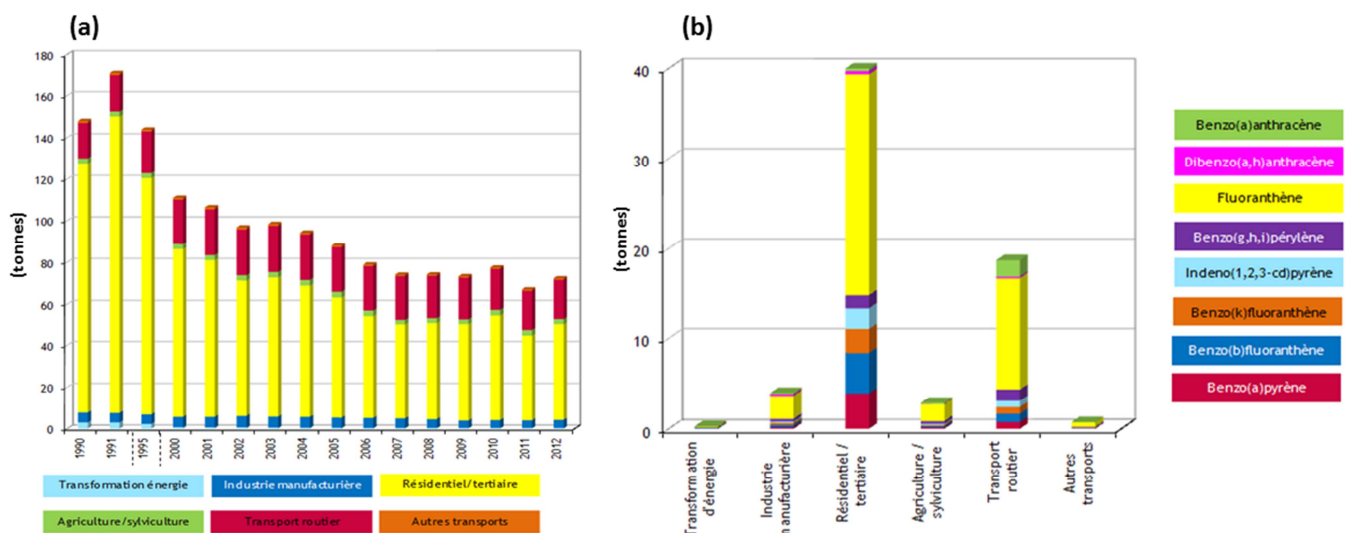 (a)
180
160
140
120
100
80
60
40
20
0
(tonnes)
1990
1991
1995
2000
2001
2002
2003
2004
2005
2006
2007
2008
2009
2010
2011
2012
Transformation énergie
Industrie manufacturière
Résidentiel/tertiaire
Agriculture/sylviculture
Transport routier
Autres transports
(b)
40
30
20
10
0
(tonnes)
Transformation
d'énergie
Industrie
manufacturière
Résidentiel /
tertiaire
Agriculture /
sylviculture
Transport
routier
Autres
transports
Benzo(a)anthracène
Dibenzo(a,h)anthracène
Fluoranthène
Benzo(g,h,i)pérylène
Indeno(1,2,3-cd)pyrène
Benzo(k)fluoranthène
Benzo(b)fluoranthène
Benzo(a)pyrène